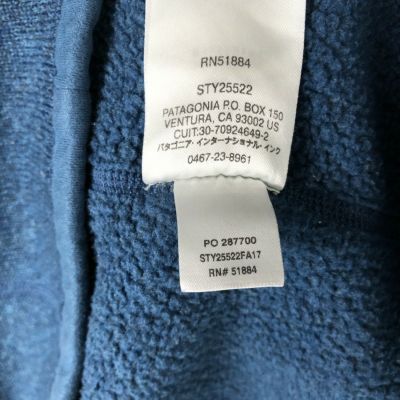 RN51884
STY25522
PATAGONIA P.O. BOX 150
VENTURA, CA 93002 US
CUIT:30-70924649-2
パタゴニア・インターナショナル・インク
0467-23-8961
PO 287700
STY25522FA17
RN# 51884